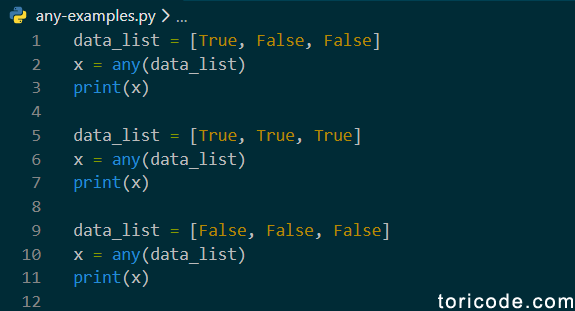 any-examples.py > ...
1 data_list = [True, False, False]
2 x = any(data_list)
3 print(x)
4
5 data_list = [True, True, True]
6 x = any(data_list)
7 print(x)
8
9 data_list = [False, False, False]
10 x = any(data_list)
11 print(x)
12
toricode.com